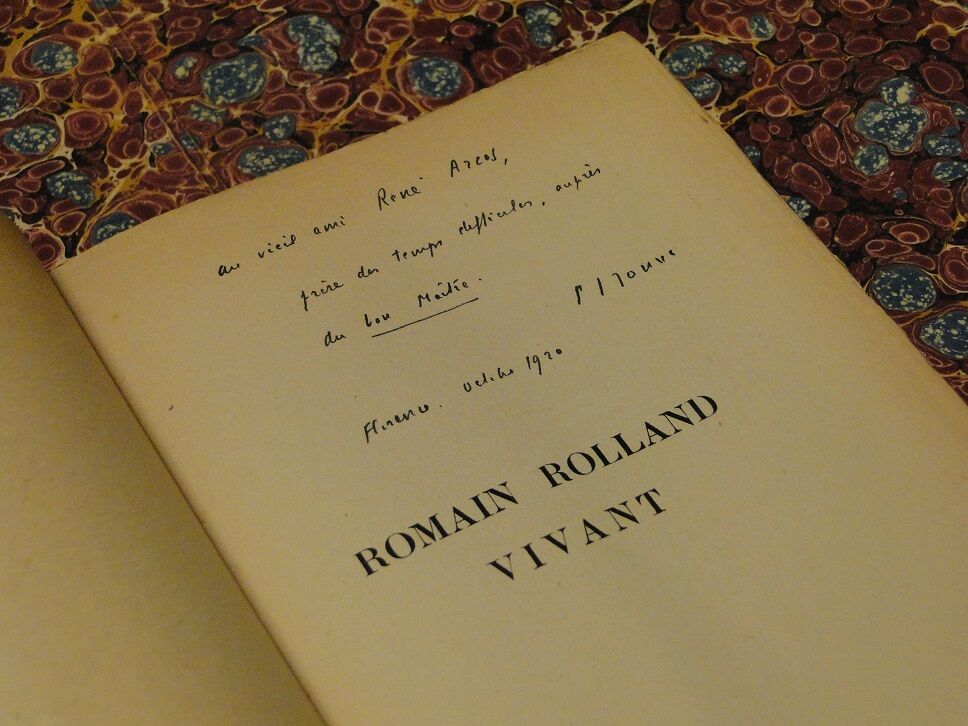 au vieil ami René Arcos,
frère des temps difficiles, auprès
du bon Maître.
P J Jouve
Florence. Octobre 1920
ROMAIN ROLLAND
VIVANT